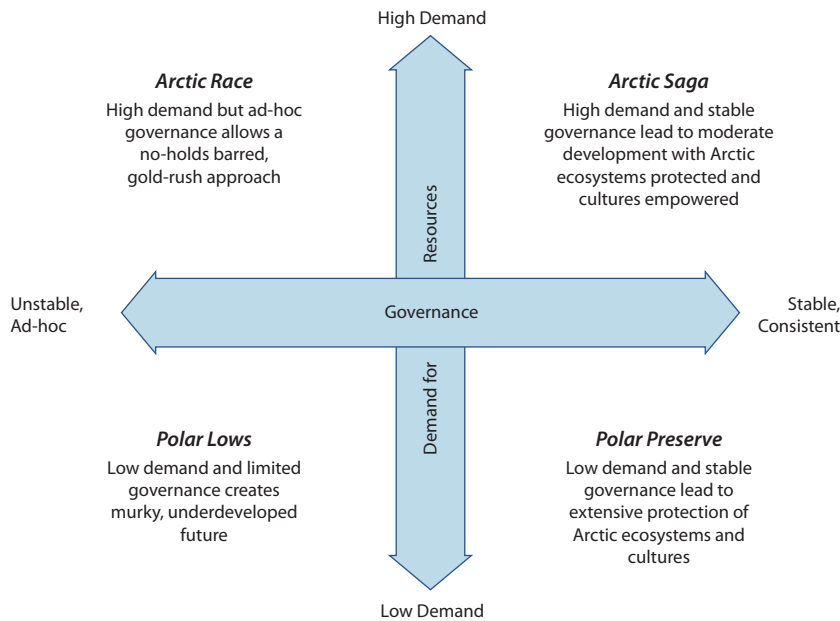 High Demand
Arctic Race
High demand but ad-hoc
governance allows a
no-holds barred,
gold-rush approach
Arctic Saga
High demand and stable
governance lead to moderate
development with Arctic
ecosystems protected and
cultures empowered
Resources
Unstable,
Ad-hoc
Governance
Stable,
Consistent
Demand for
Polar Lows
Low demand and limited
governance creates
murky, underdeveloped
future
Polar Preserve
Low demand and stable
governance lead to
extensive protection of
Arctic ecosystems and
cultures
Low Demand